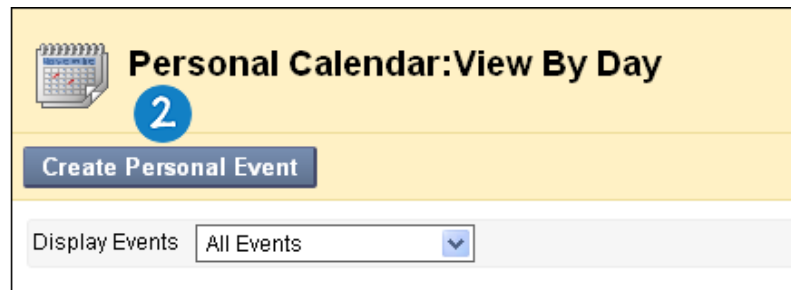 Personal Calendar:View By Day
2
Create Personal Event
Display Events All Events